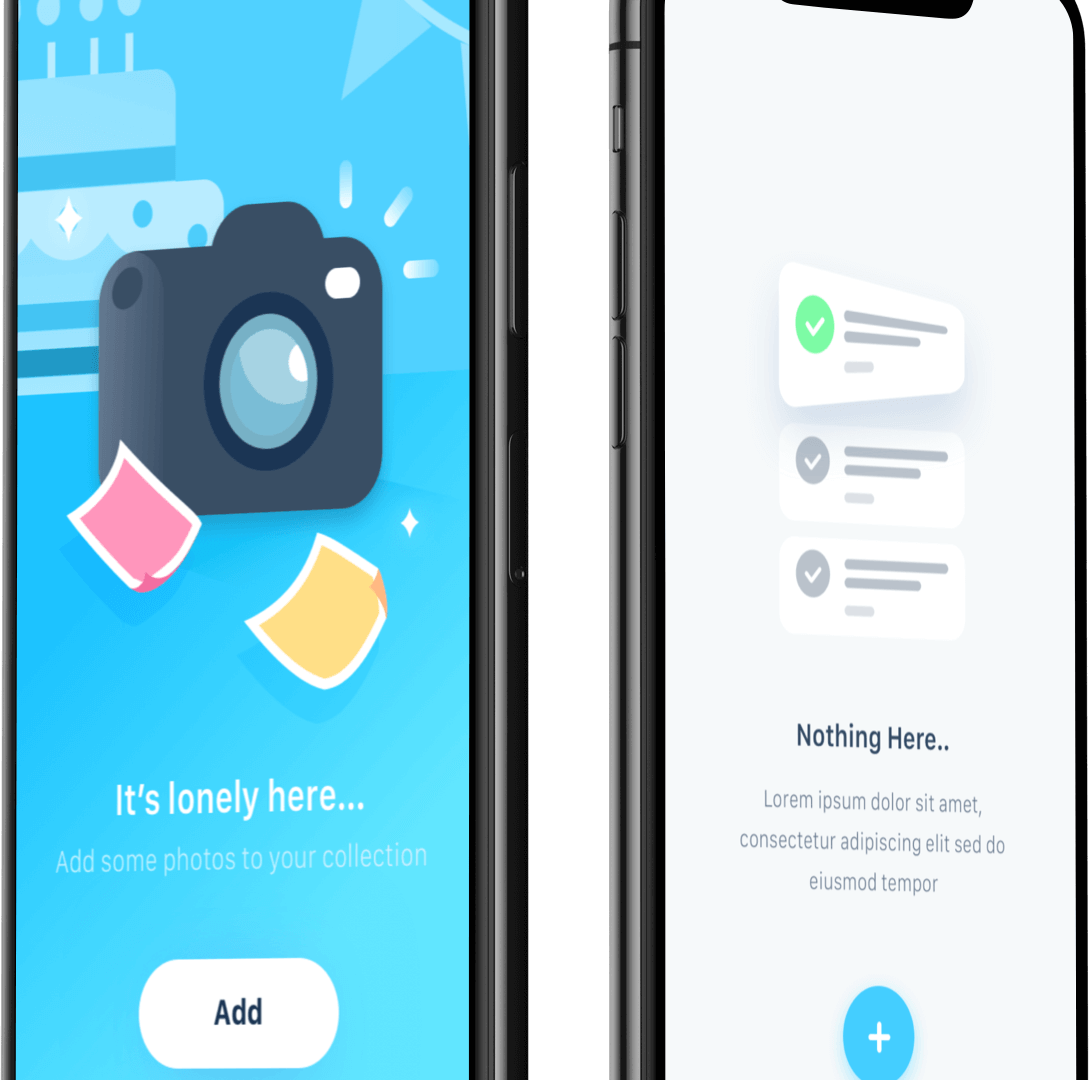 It's lonely here...
Add some photos to your collection
Add
Nothing Here..
Lorem ipsum dolor sit amet,
consectetur adipiscing elit sed do
eiusmod tempor